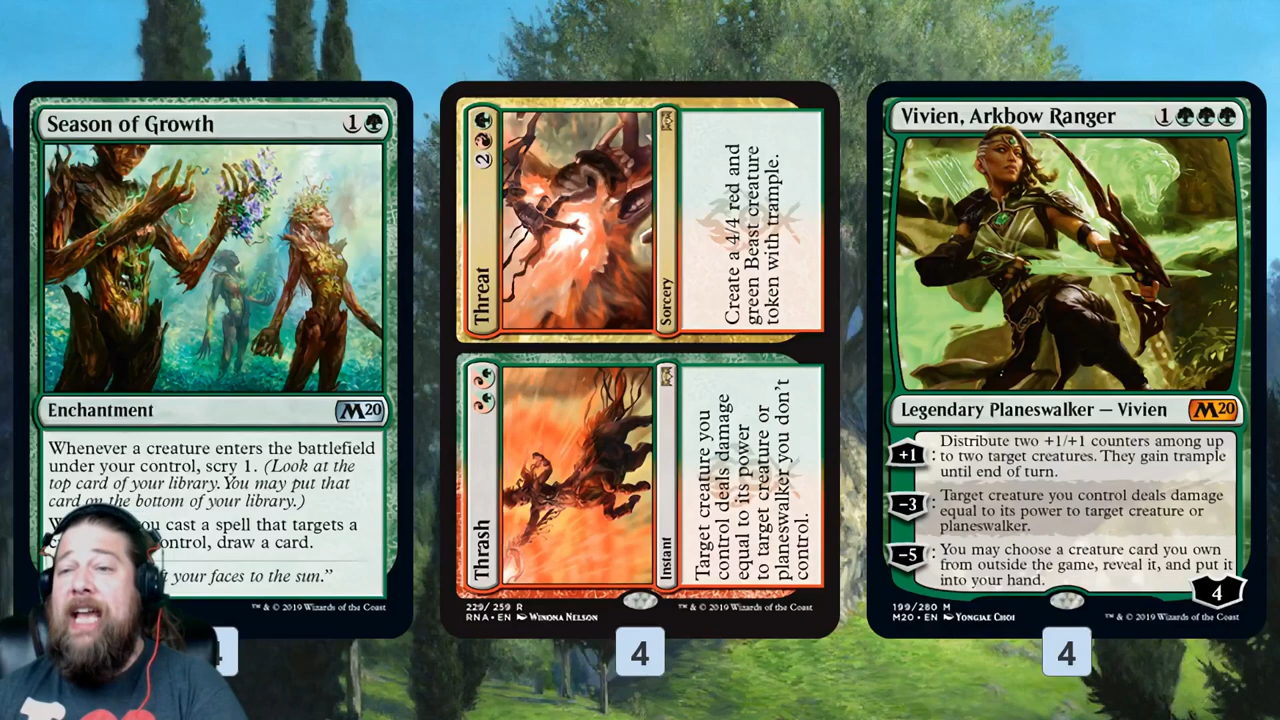 Season of Growth
1
Enchantment
M20
Whenever a creature enters the battlefield
under your control, scry 1. (Look at the
top card of your library. You may put that
card on the bottom of your library.)
you cast a spell that targets a
control, draw a card.
your faces to the sun.”
™ & © 2019 Wizards of the Coast
4
Threat
2
Sorcery
Create a 4/4 red and
green Beast creature
token with trample.
Thrash
Instant
Target creature you
control deals damage
equal to its power
to target creature or
planeswalker you don't
control.
229/259 R
RNA • EN Winona Nelson
™ & © 2019 Wizards of the Coast
4
Vivien, Arkbow Ranger
1
Legendary Planeswalker — Vivien
M20
+1: Distribute two +1/+1 counters among up
to two target creatures. They gain trample
until end of turn.
−3: Target creature you control deals damage
equal to its power to target creature or
planeswalker.
−5: You may choose a creature card you own
from outside the game, reveal it, and put it
into your hand.
4
199/280 M
M20 • EN Yongjae Choi
™ & © 2019 Wizards of the Coast
4